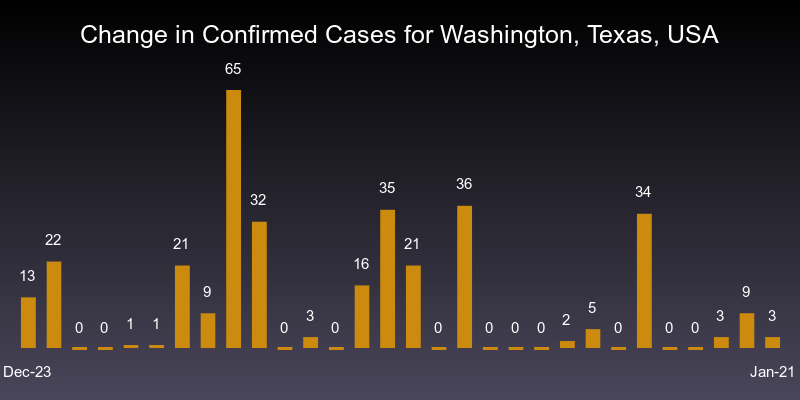 Change in Confirmed Cases for Washington, Texas, USA
13 22 0 0 1 1 21 9 65 32 0 3 0 16 35 21 0 36 0 0 0 2 5 0 34 0 0 3 9 3
Dec-23 Jan-21